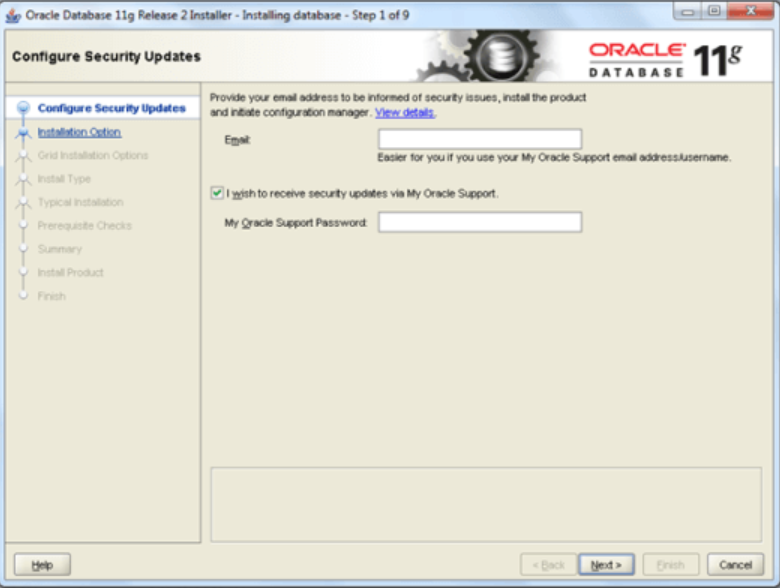 Oracle Database 11g Release 2 Installer - Installing database - Step 1 of 9
Configure Security Updates
ORACLE
DATABASE
11g
Configure Security Updates
Installation Option
Grid Installation Options
Install Type
Typical Installation
Prerequisite Checks
Summary
Install Product
Finish
Provide your email address to be informed of security issues, install the product
and initiate configuration manager. View details.
Email:
Easier for you if you use your My Oracle Support email address/username.
I wish to receive security updates via My Oracle Support.
My Oracle Support Password:
Help
< Back
Next >
Finish
Cancel